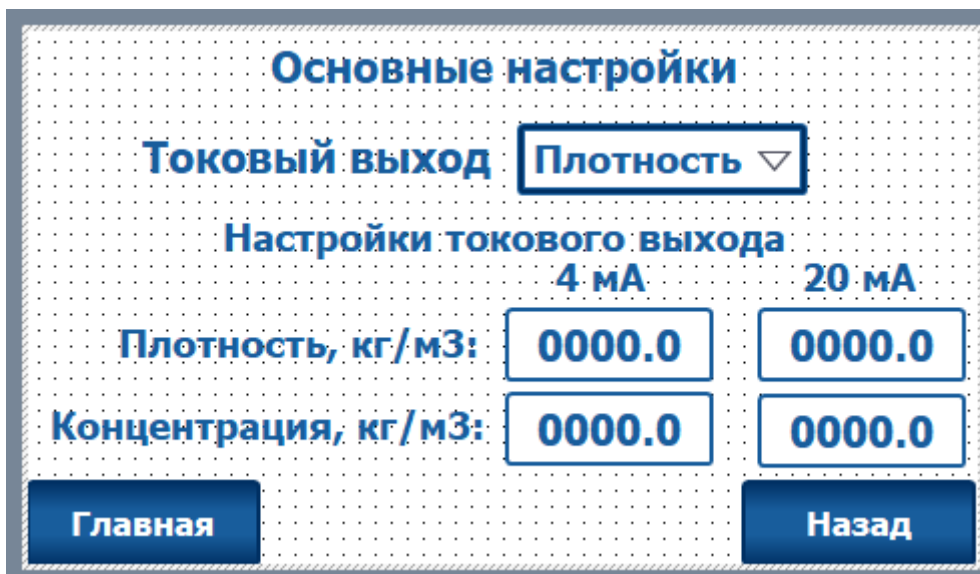 Основные настройки
Токовый выход Плотность
Настройки токового выхода
4 мА 20 мА
Плотность, кг/м3: 0000.0 0000.0
Концентрация, кг/м3: 0000.0 0000.0
Главная Назад